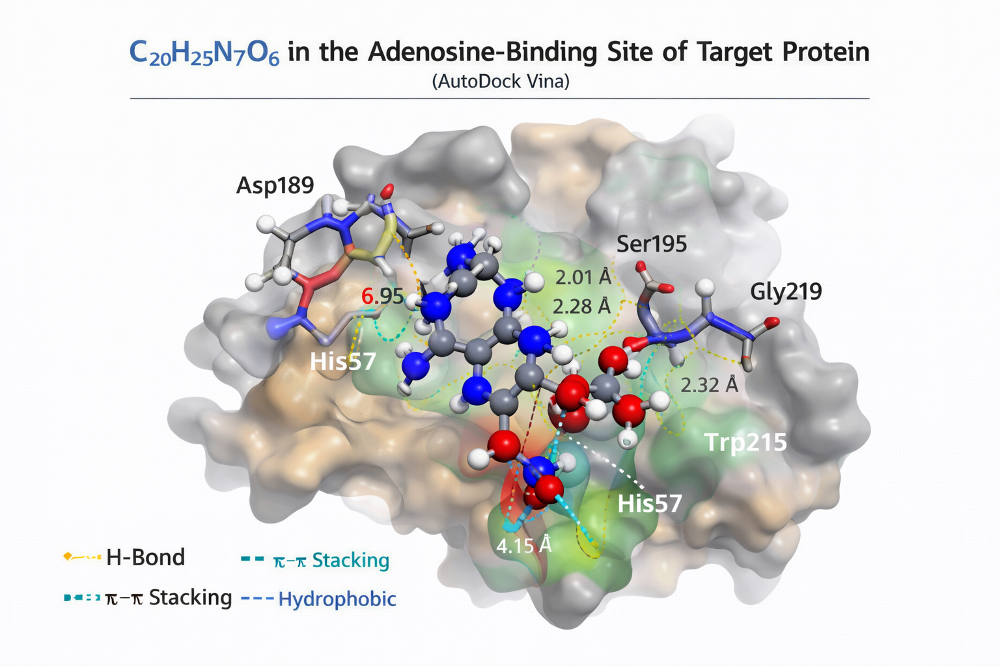 C₂₀H₂₅N₇O₆ in the Adenosine-Binding Site of Target Protein
(AutoDock Vina)
Asp189
Ser195
2.01 Å
Gly219
6.95
2.28 Å
His57
2.32 Å
Trp215
His57
4.15 Å
H-Bond
π–π Stacking
π–π Stacking
Hydrophobic